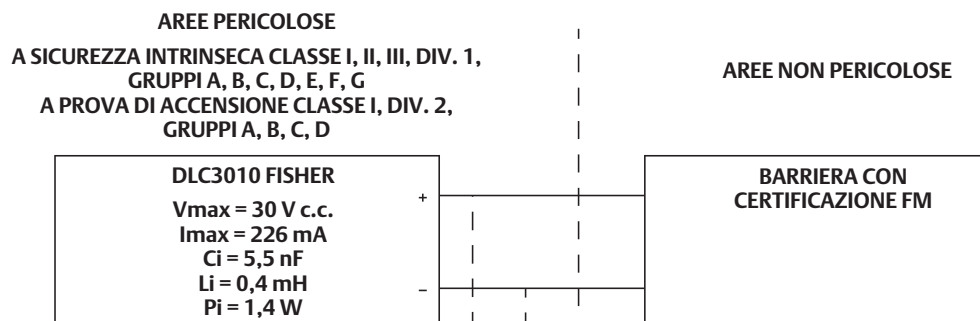 AREE PERICOLOSE
A SICUREZZA INTRINSECA CLASSE I, II, III, DIV. 1,
GRUPPI A, B, C, D, E, F, G
A PROVA DI ACCENSIONE CLASSE I, DIV. 2,
GRUPPI A, B, C, D
AREE NON PERICOLOSE
DLC3010 FISHER
Vmax = 30 V c.c.
Imax = 226 mA
Ci = 5,5 nF
Li = 0,4 mH
Pi = 1,4 W
+
−
BARRIERA CON
CERTIFICAZIONE FM